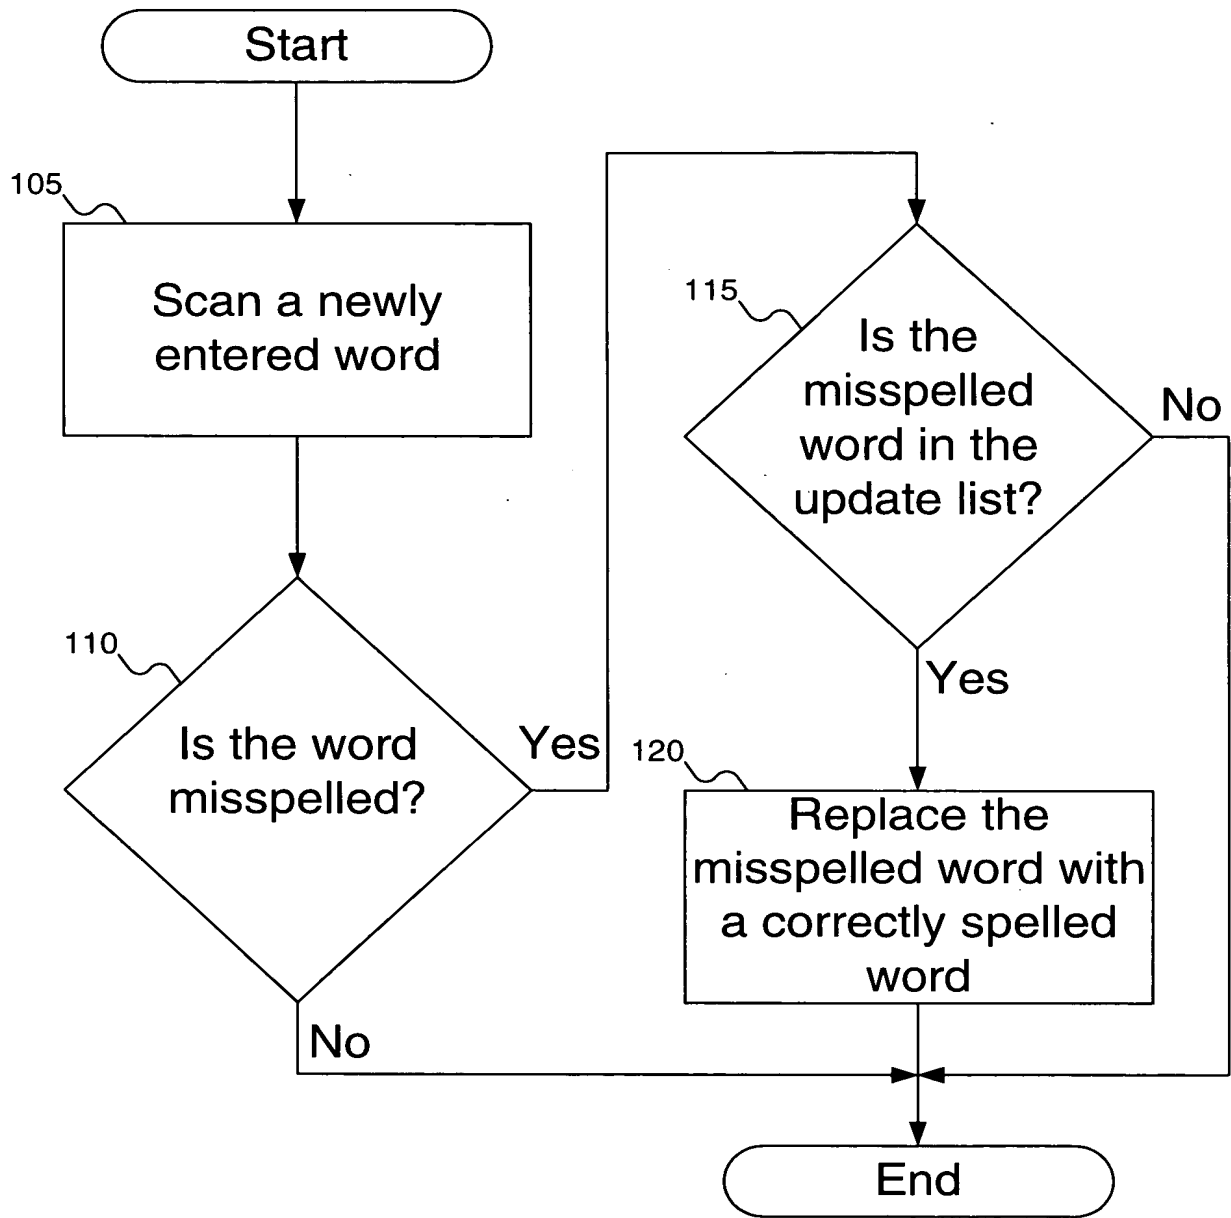 Start
105
Scan a newly
entered word
110
Is the word
misspelled?
Yes
No
115
Is the
misspelled
word in the
update list?
No
Yes
120
Replace the
misspelled word with
a correctly spelled
word
End